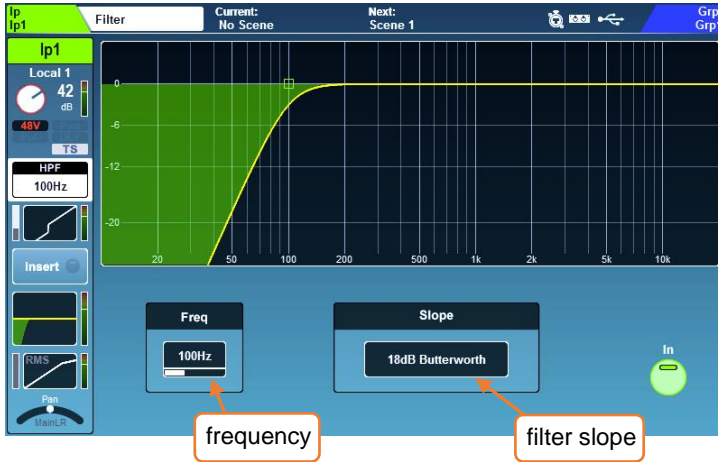 Ip
Ip1
Filter
Current:
No Scene
Next:
Scene 1
Grp
Grp1
Ip1
Local 1
42
dB
48V
TS
HPF
100Hz
Insert
RMS
Pan
MainLR
0
-6
-12
-20
20 50 100 200 500 1k 2k 5k 10k
Freq
100Hz
Slope
18dB Butterworth
In
frequency
filter slope